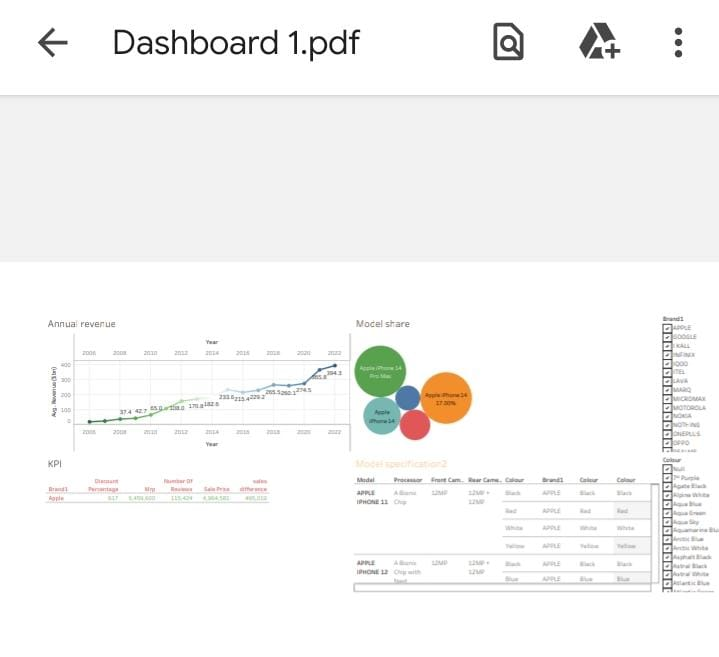 Dashboard 1.pdf
Annual revenue
Year
2006 2008 2010 2012 2014 2016 2018 2020 2022
Avg. Revenue ($ bn)
400
300
200
100
0
37.4 42.7 65.0 108.0 170.8 182.8 233.6 215.4 229.2 265.5 260.1 274.5 365.8 394.3
2006 2008 2010 2012 2014 2016 2018 2020 2022
Year
Mocel share
Apple iPhone 14
Pro Max
Apple iPhone 14
17.00%
Apple
iPhone 14
Brand1
APPLE
GOOGLE
I KALL
INFINIX
IQOO
ITEL
LAVA
MARQ
MICROMAX
MOTOROLA
NOKIA
NOTHING
ONEPLUS
OPPO
KPI
Discount Number Of sales
Brand1 Percentage Mrp Reviews Sale Price difference
Apple 617 5,459,600 115,424 4,964,581 495,019
Mocel specification2
Model Processor Front Cam.. Rear Came.. Colour Brand1 Colour Colour
APPLE A Bionic 12MP 12MP + Black APPLE Black Black
IPHONE 11 Chip 12MP
Red APPLE Red Red
White APPLE White White
Yellow APPLE Yellow Yellow
APPLE A Bionic 12MP 12MP + Black APPLE Black Black
IPHONE 12 Chip with 12MP
Next Blue APPLE Blue Blue
Colour
Null
Purple
Agate Black
Alpine White
Aqua Blue
Aqua Green
Aqua Sky
Aquamarine Blu
Arctic Blue
Arctic White
Asphalt Black
Astral Black
Astral White
Atlantic Blue